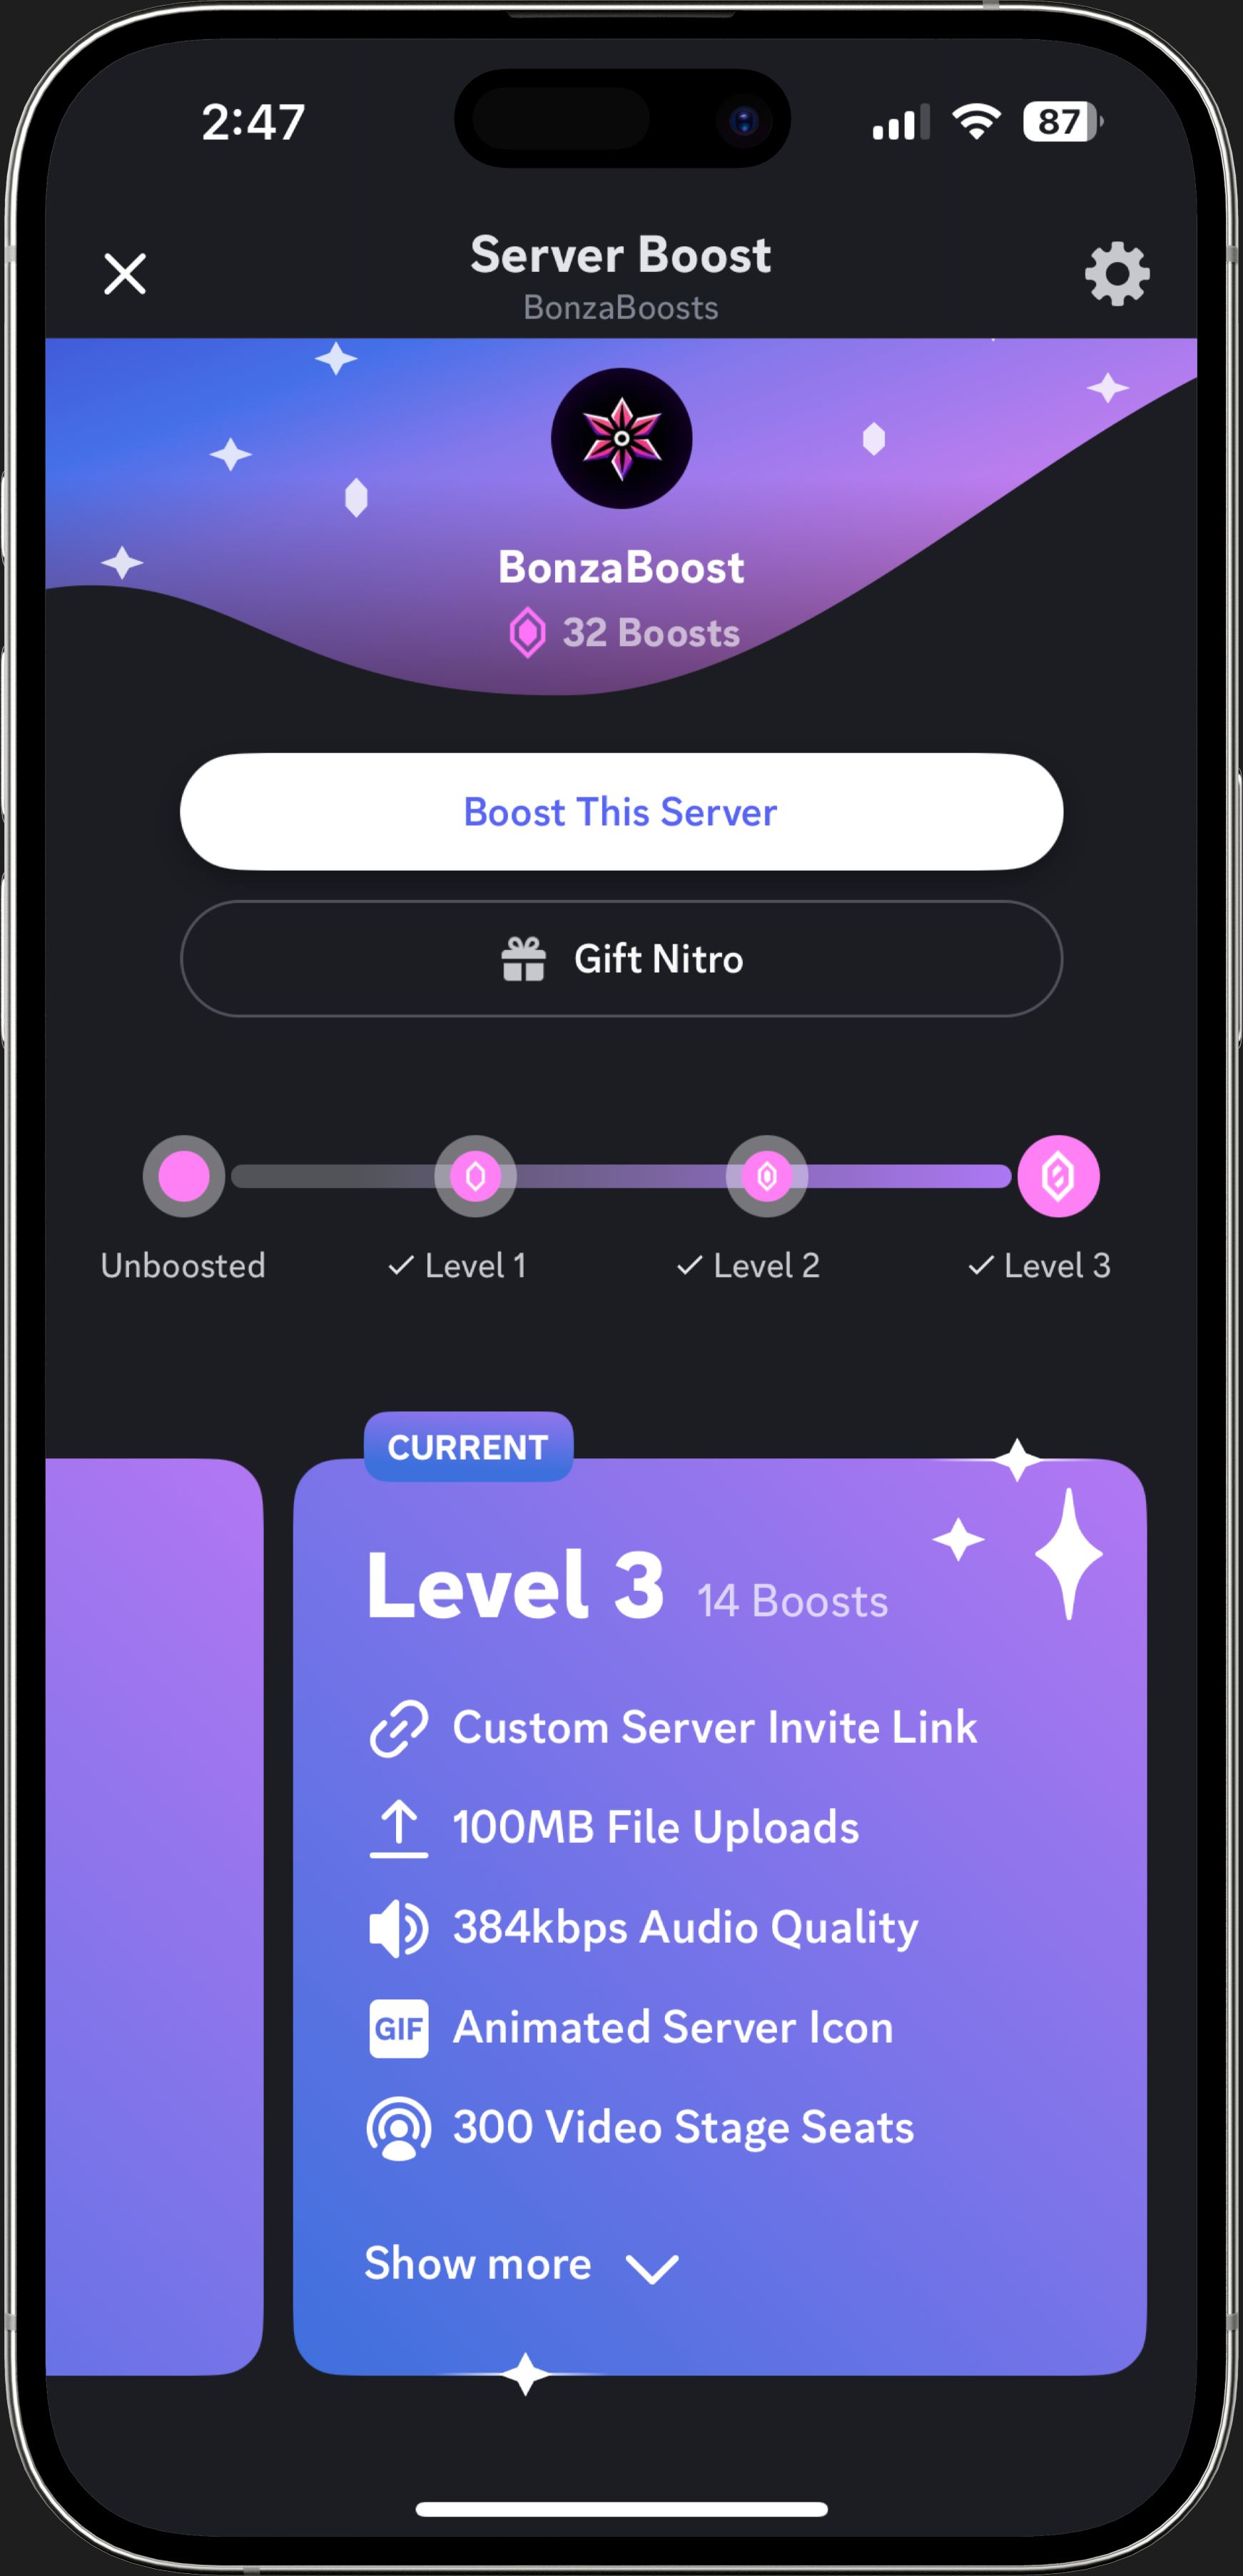 2:47
87
Server Boost
BonzaBoosts
BonzaBoost
32 Boosts
Boost This Server
Gift Nitro
Unboosted
Level 1
Level 2
Level 3
CURRENT
Level 3 14 Boosts
Custom Server Invite Link
100MB File Uploads
384kbps Audio Quality
GIF Animated Server Icon
300 Video Stage Seats
Show more